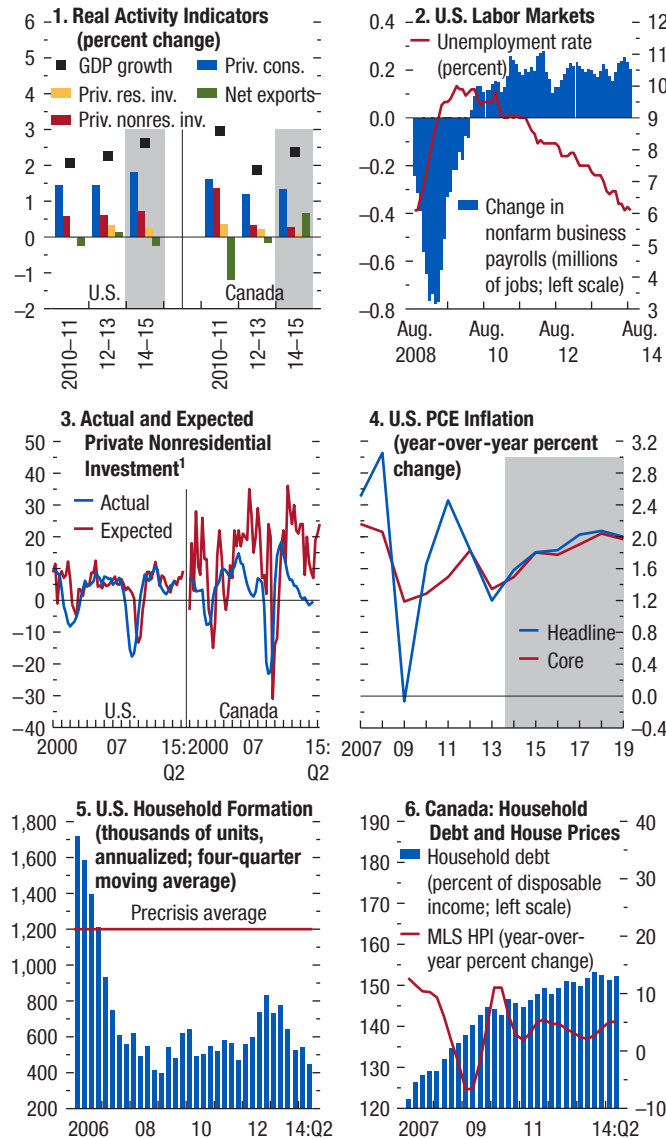 1. Real Activity Indicators
(percent change)
GDP growth
Priv. cons.
Priv. res. inv.
Net exports
Priv. nonres. inv.
6
5
4
3
2
1
0
–1
–2
U.S.
Canada
2010–11
12–13
14–15
2010–11
12–13
14–15
2. U.S. Labor Markets
Unemployment rate
(percent)
Change in
nonfarm business
payrolls (millions
of jobs; left scale)
0.4
0.2
0.0
–0.2
–0.4
–0.6
–0.8
12
11
10
9
8
7
6
5
4
3
Aug.
2008
Aug.
10
Aug.
12
Aug.
14
3. Actual and Expected
Private Nonresidential
Investment1
Actual
Expected
50
40
30
20
10
0
–10
–20
–30
–40
U.S.
Canada
2000
07
15:
Q2
2000
07
15:
Q2
4. U.S. PCE Inflation
(year-over-year percent
change)
Headline
Core
3.2
2.8
2.4
2.0
1.6
1.2
0.8
0.4
0.0
–0.4
2007
09
11
13
15
17
19
5. U.S. Household Formation
(thousands of units,
annualized; four-quarter
moving average)
Precrisis average
1,800
1,600
1,400
1,200
1,000
800
600
400
200
2006
08
10
12
14:Q2
6. Canada: Household
Debt and House Prices
Household debt
(percent of disposable
income; left scale)
MLS HPI (year-over-
year percent change)
190
180
170
160
150
140
130
120
40
30
20
10
0
–10
2007
09
11
14:Q2